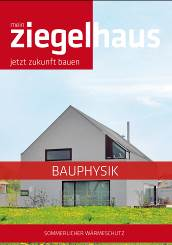 mein
ziegelhaus
jetzt zukunft bauen
BAUPHYSIK
SOMMERLICHER WÄRMESCHUTZ